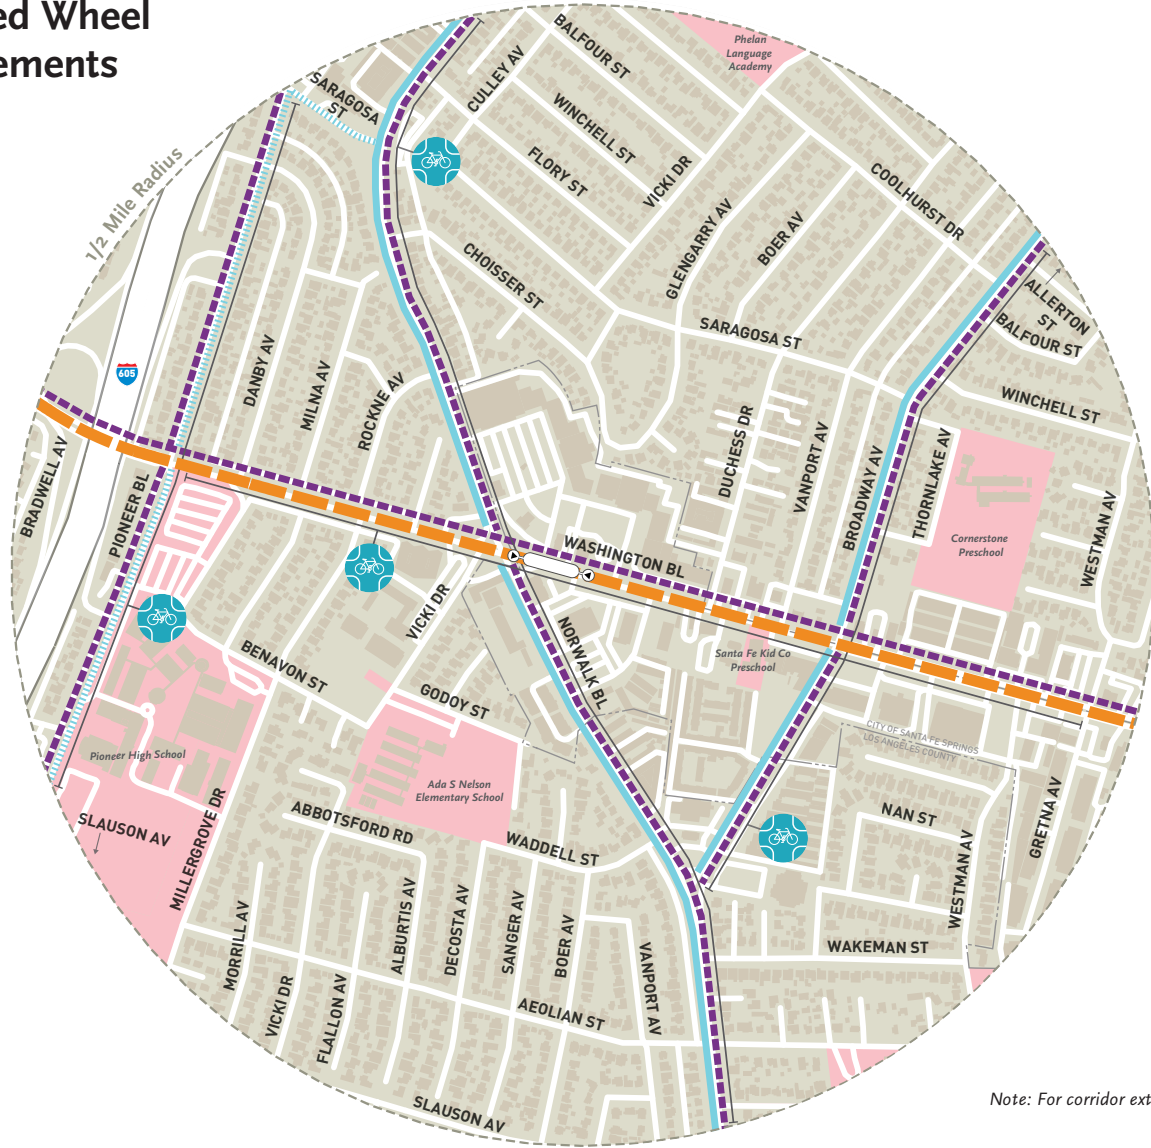 ed Wheel
ements
1/2 Mile Radius
SARAGOSA
ST
CULLEY AV
BALFOUR ST
WINCHELL ST
FLORY ST
VICKI DR
Phelan
Language
Academy
COOLHURST DR
GLENGARRY AV
BOER AV
CHOISSER ST
SARAGOSA ST
ALLERTON
ST
BALFOUR ST
WINCHELL ST
605
DANBY AV
MILNA AV
ROCKNE AV
DUCHESS DR
VANPORT AV
BROADWAY AV
THORNLAKE AV
WESTMAN AV
BRADWELL AV
PIONEER BL
Cornerstone
Preschool
WASHINGTON BL
VICKI DR
NORWALK BL
Santa Fe Kid Co
Preschool
BENAVON ST
GODOY ST
CITY OF SANTA FE SPRINGS
LOS ANGELES COUNTY
Pioneer High School
Ada S Nelson
Elementary School
SLAUSON AV
MILLERGROVE DR
ABBOTSFORD RD
WADDELL ST
NAN ST
GRETNA AV
WESTMAN AV
WAKEMAN ST
MORRILL AV
VICKI DR
FLALLON AV
ALBURTIS AV
DECOSTA AV
SANGER AV
BOER AV
VANPORT AV
AEOLIAN ST
SLAUSON AV
Note: For corridor ext